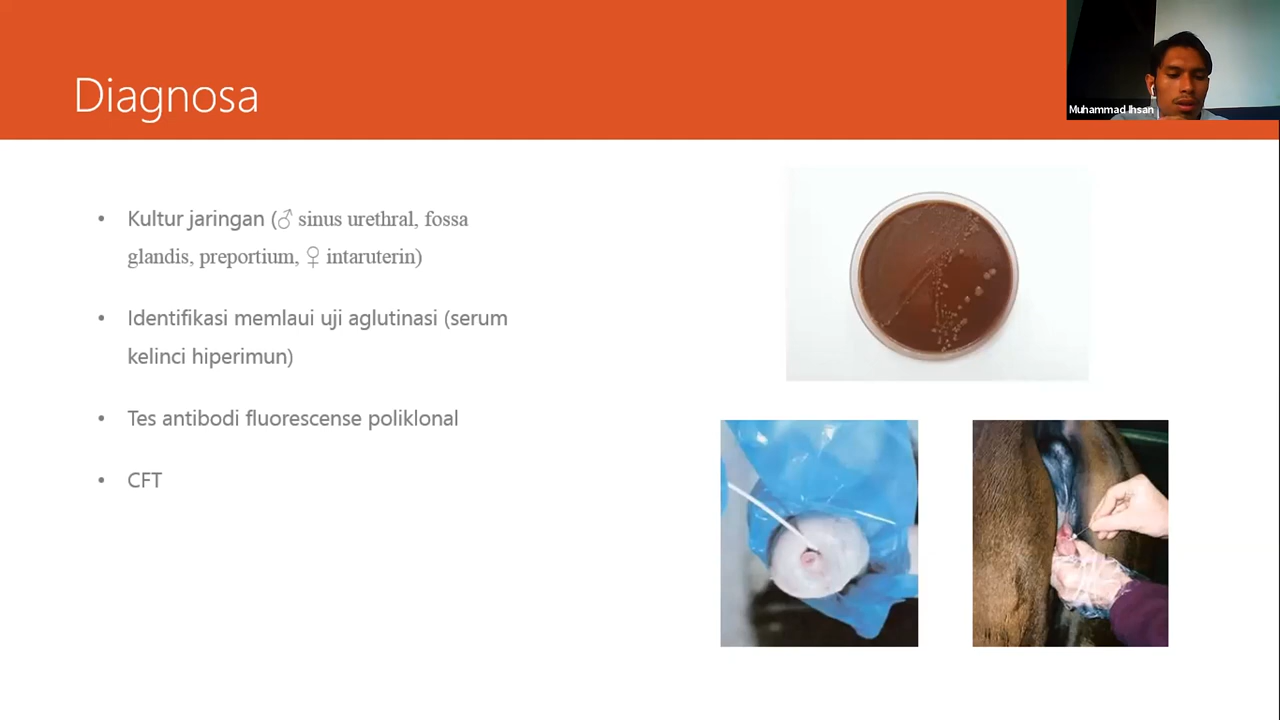 Diagnosa
Muhammad Ihsan
• Kultur jaringan (♂ sinus urethral, fossa
glandis, preportium, ♀ intaruterin)
• Identifikasi memlaui uji aglutinasi (serum
kelinci hiperimun)
• Tes antibodi fluorescense poliklonal
• CFT